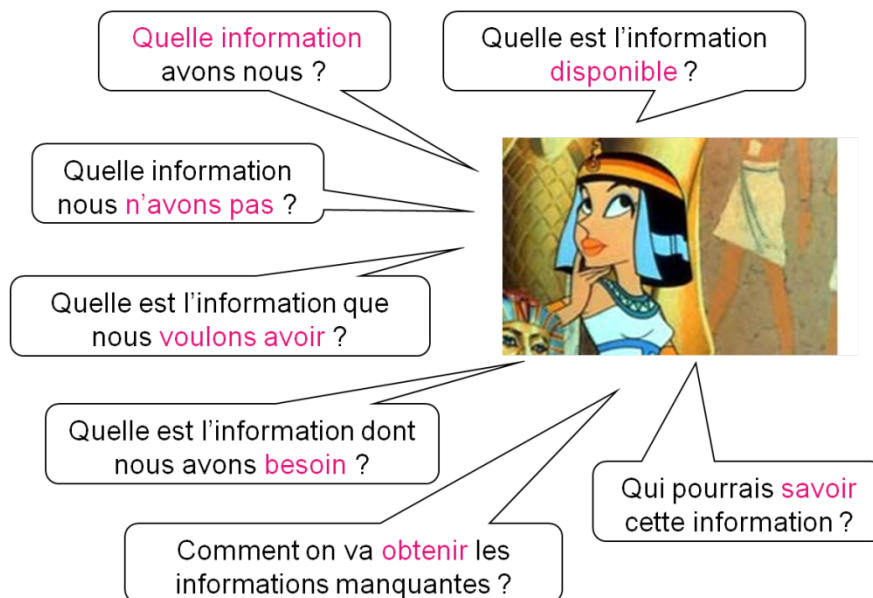 Quelle information
avons nous ?
Quelle est l’information
disponible ?
Quelle information
nous n’avons pas ?
Quelle est l’information que
nous voulons avoir ?
Quelle est l’information dont
nous avons besoin ?
Qui pourrais savoir
cette information ?
Comment on va obtenir les
informations manquantes ?